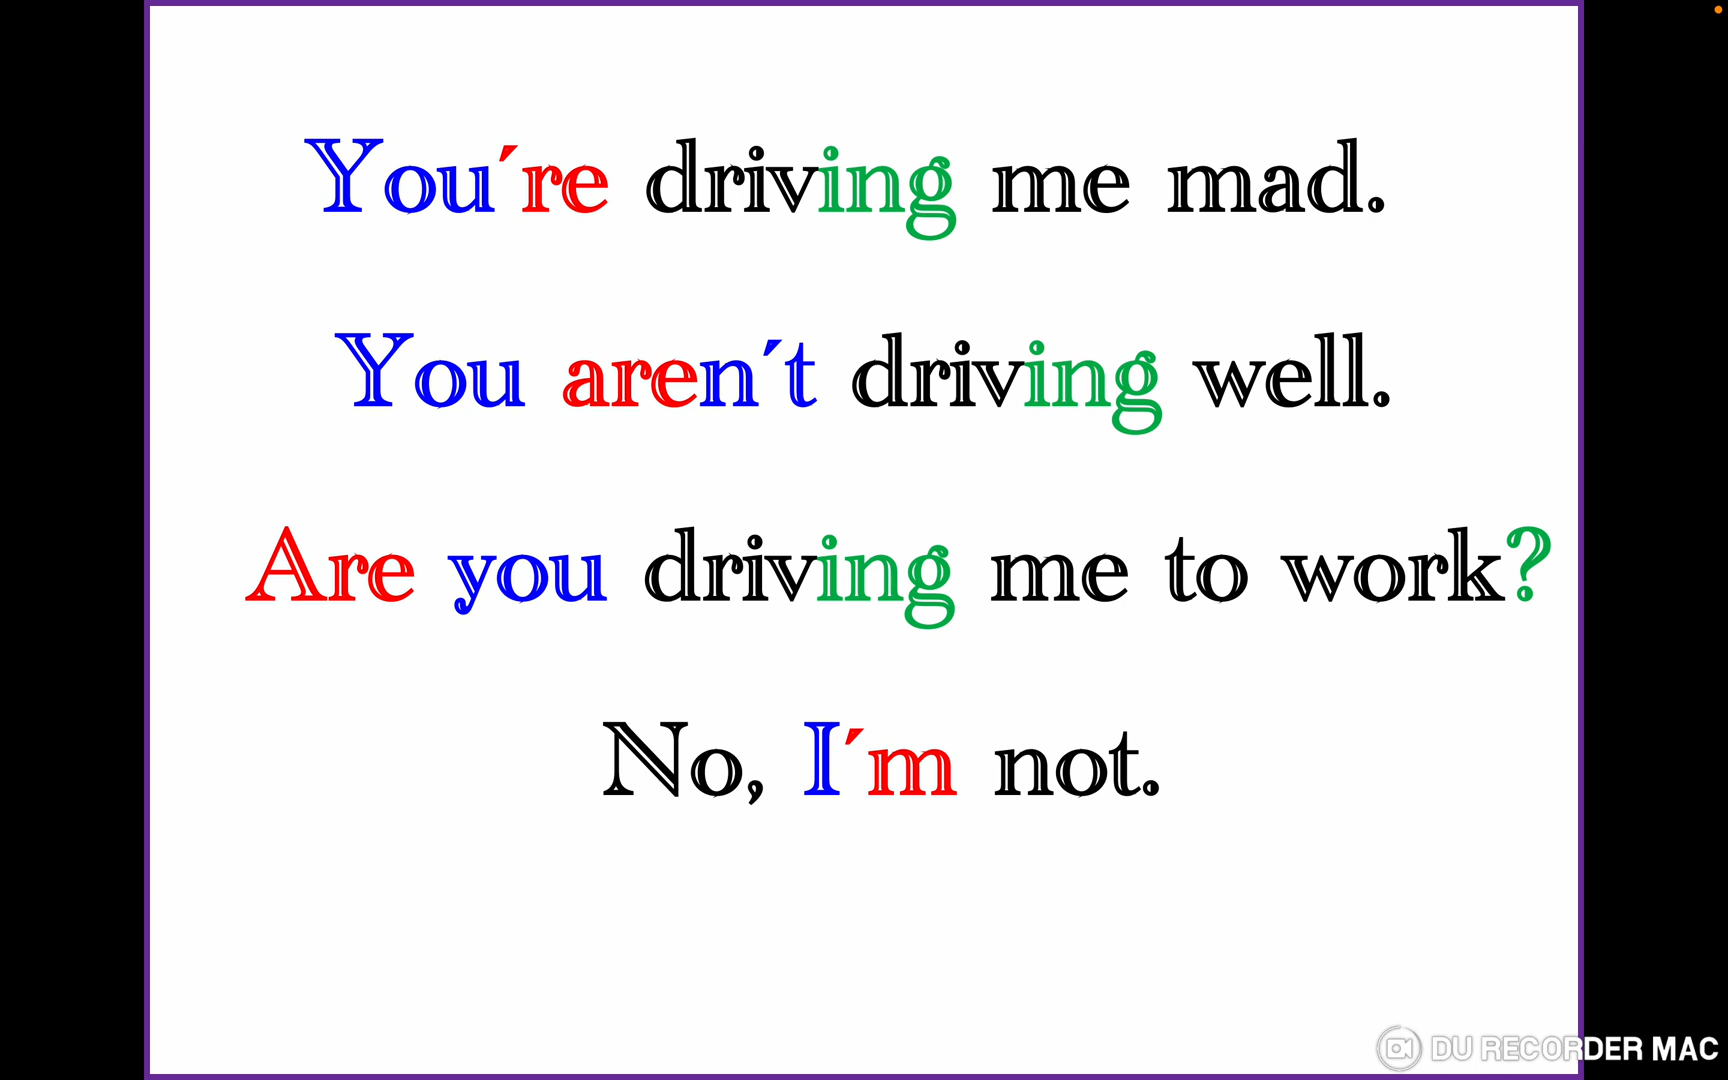 You´re driving me mad.
You aren´t driving well.
Are you driving me to work?
No, I´m not.
DU RECORDER MAC